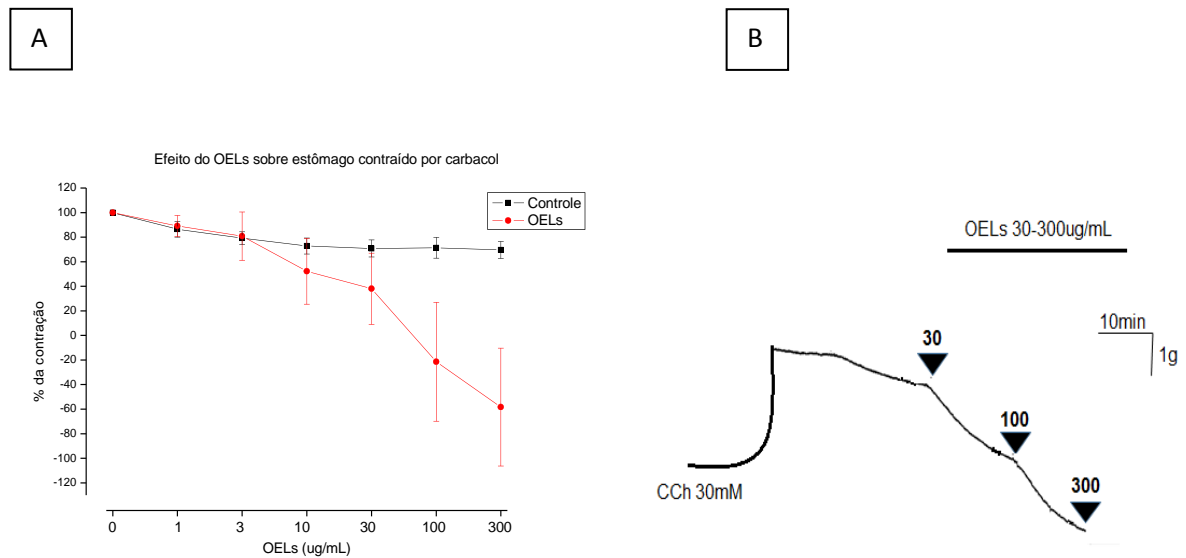 A
B
Efeito do OELs sobre estômago contraído por carbacol
Controle
OELs
120
100
80
60
40
20
0
-20
-40
-60
-80
-100
-120
% da contração
0 1 3 10 30 100 300
OELs (ug/mL)
OELs 30-300ug/mL
10min
1g
30
100
300
CCh 30mM